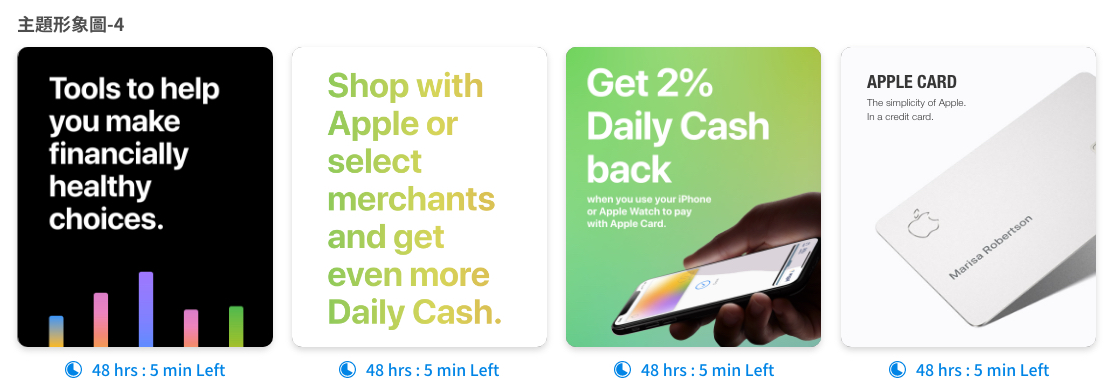 主題形象圖-4
Tools to help
you make
financially
healthy
choices.
48 hrs : 5 min Left
Shop with
Apple or
select
merchants
and get
even more
Daily Cash.
48 hrs : 5 min Left
Get 2%
Daily Cash
back
when you use your iPhone
or Apple Watch to pay
with Apple Card.
48 hrs : 5 min Left
APPLE CARD
The simplicity of Apple.
In a credit card.
Marisa Robertson
48 hrs : 5 min Left